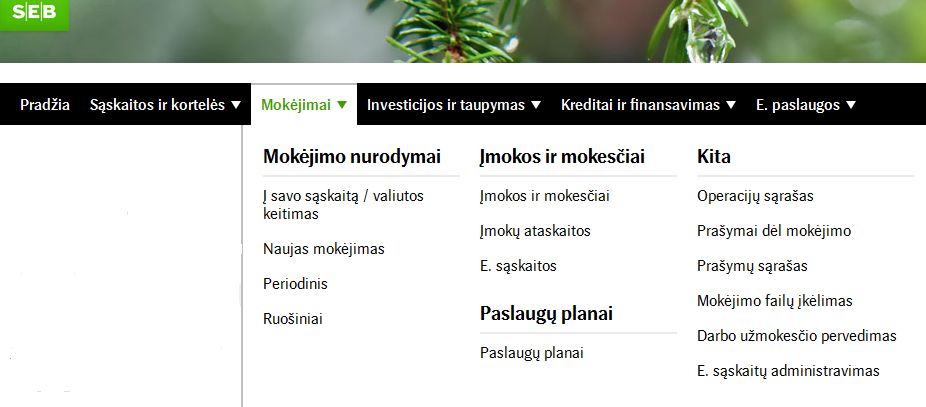 S|E|B
Pradžia
Sąskaitos ir kortelės
Mokėjimai
Investicijos ir taupymas
Kreditai ir finansavimas
E. paslaugos
Mokėjimo nurodymai
Į savo sąskaitą / valiutos
keitimas
Naujas mokėjimas
Periodinis
Ruošiniai
Įmokos ir mokesčiai
Įmokos ir mokesčiai
Įmokų ataskaitos
E. sąskaitos
Paslaugų planai
Paslaugų planai
Kita
Operacijų sąrašas
Prašymai dėl mokėjimo
Prašymų sąrašas
Mokėjimo failų įkėlimas
Darbo užmokesčio pervedimas
E. sąskaitų administravimas